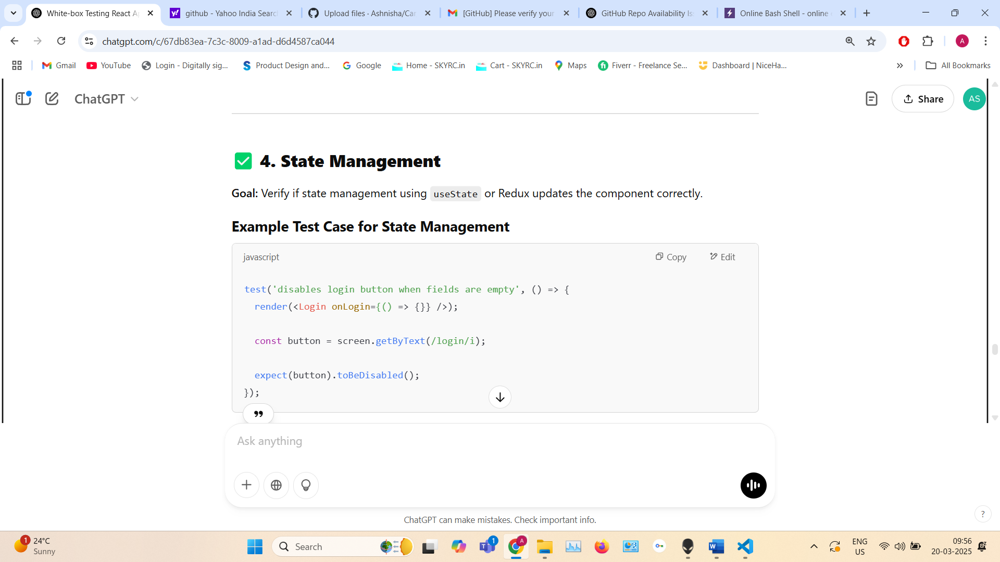 White-box Testing React A
github - Yahoo India Searc
Upload files · Ashnisha/Car
[GitHub] Please verify your
GitHub Repo Availability Is
Online Bash Shell - online
chatgpt.com/c/67db83ea-7c3c-8009-a1ad-d6d4587ca044
A
Gmail
YouTube
Login - Digitally sig...
Product Design and...
Google
Home - SKYRC.in
Cart - SKYRC.in
Maps
Fiverr - Freelance Se...
Dashboard | NiceHa...
All Bookmarks
ChatGPT
Share
AS
4. State Management
Goal: Verify if state management using useState or Redux updates the component correctly.
Example Test Case for State Management
javascript
Copy
Edit
test('disables login button when fields are empty', () => {
render(<Login onLogin={() => {}} />);
const button = screen.getByText(/login/i);
expect(button).toBeDisabled();
});
Ask anything
ChatGPT can make mistakes. Check important info.
?
1
24°C
Sunny
Search
1
A
ENG
US
09:56
20-03-2025